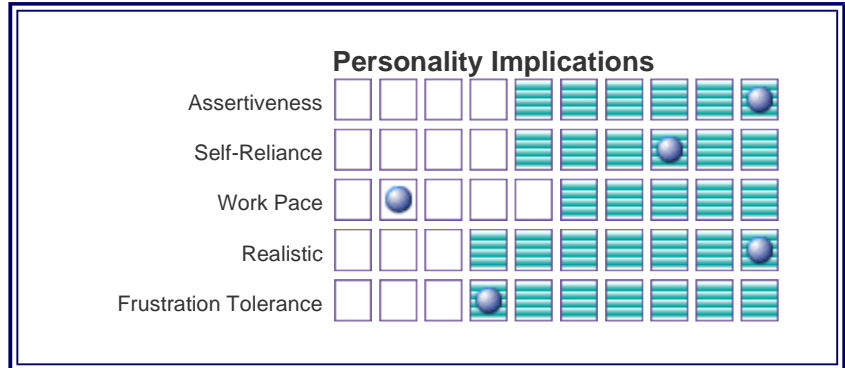 Personality Implications
Assertiveness
Self-Reliance
Work Pace
Realistic
Frustration Tolerance